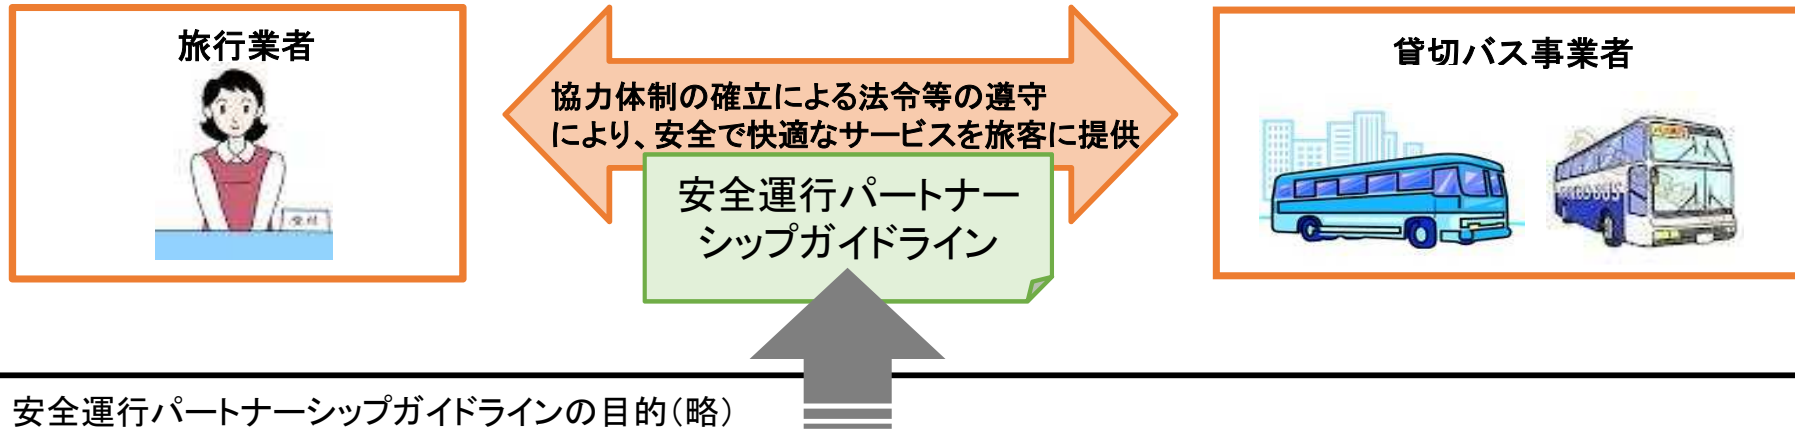 旅行業者
受付
協力体制の確立による法令等の遵守
により、安全で快適なサービスを旅客に提供
安全運行パートナー
シップガイドライン
貸切バス事業者
安全運行パートナーシップガイドラインの目的(略)